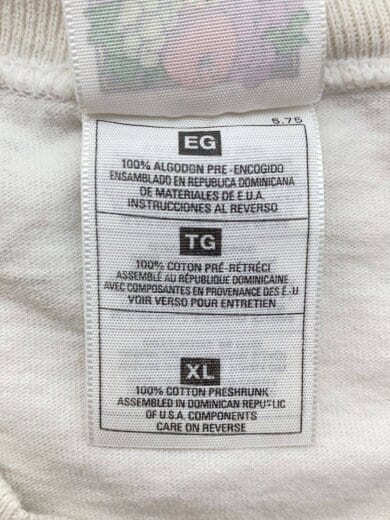 5.75
EG
100% ALGODON PRE-ENCOGIDO
ENSAMBLADO EN REPUBLICA DOMINICANA
DE MATERIALES DE E.U.A.
INSTRUCCIONES AL REVERSO
TG
100% COTON PRÉ-RÉTRÉCI
ASSEMBLÉ AU RÉPUBLIQUE DOMINICAINE
AVEC COMPOSANTES EN PROVENANCE DES É.-U
VOIR VERSO POUR ENTRETIEN
XL
100% COTTON PRESHRUNK
ASSEMBLED IN DOMINICAN REPUBLIC
OF U.S.A. COMPONENTS
CARE ON REVERSE